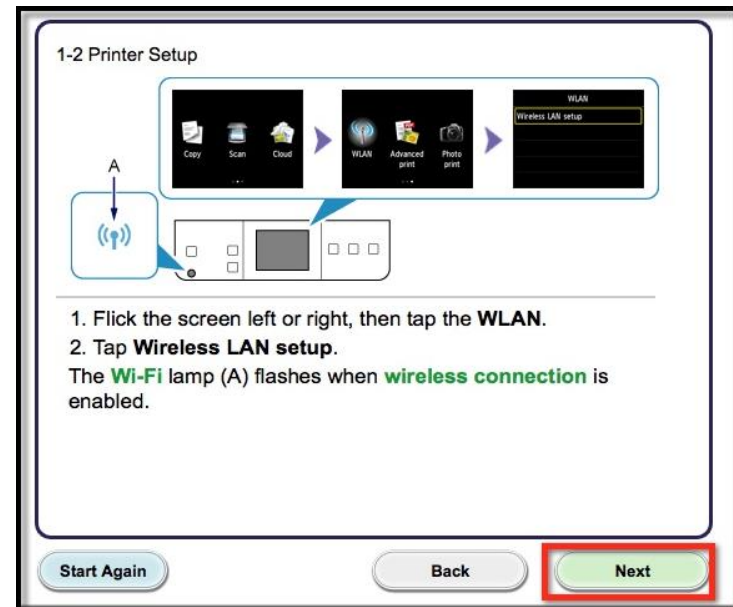 1-2 Printer Setup
WLAN
Wireless LAN setup
Copy Scan Cloud
WLAN Advanced print Photo print
A
1. Flick the screen left or right, then tap the WLAN.
2. Tap Wireless LAN setup.
The Wi-Fi lamp (A) flashes when wireless connection is
enabled.
Start Again Back Next